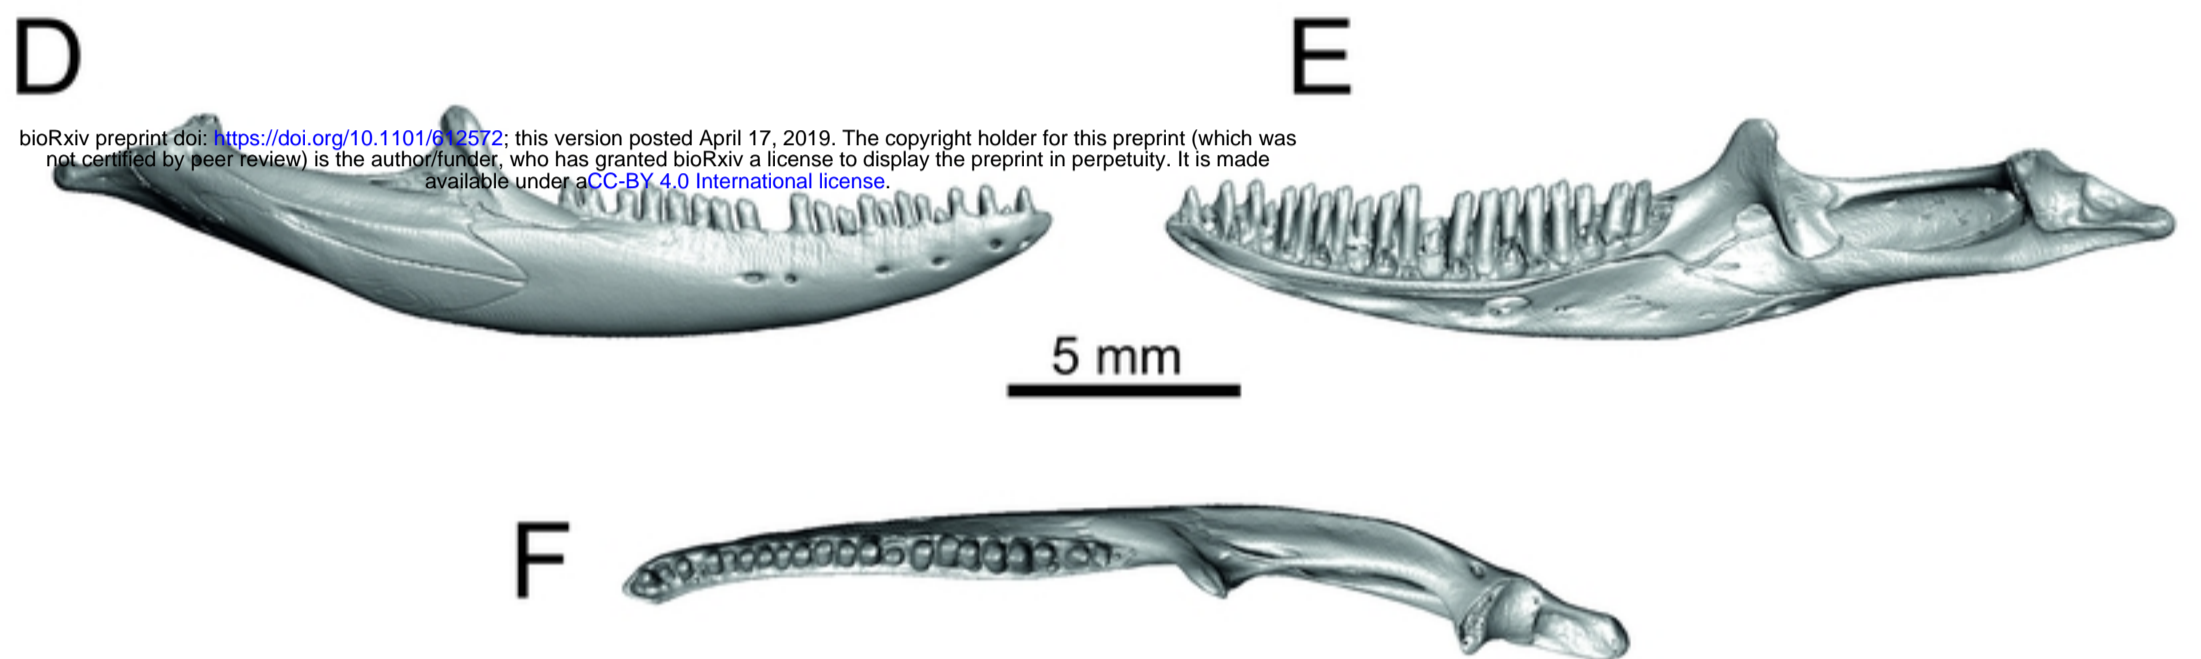 D
E
bioRxiv preprint doi: https://doi.org/10.1101/612572; this version posted April 17, 2019. The copyright holder for this preprint (which was
not certified by peer review) is the author/funder, who has granted bioRxiv a license to display the preprint in perpetuity. It is made
available under aCC-BY 4.0 International license.
5 mm
F